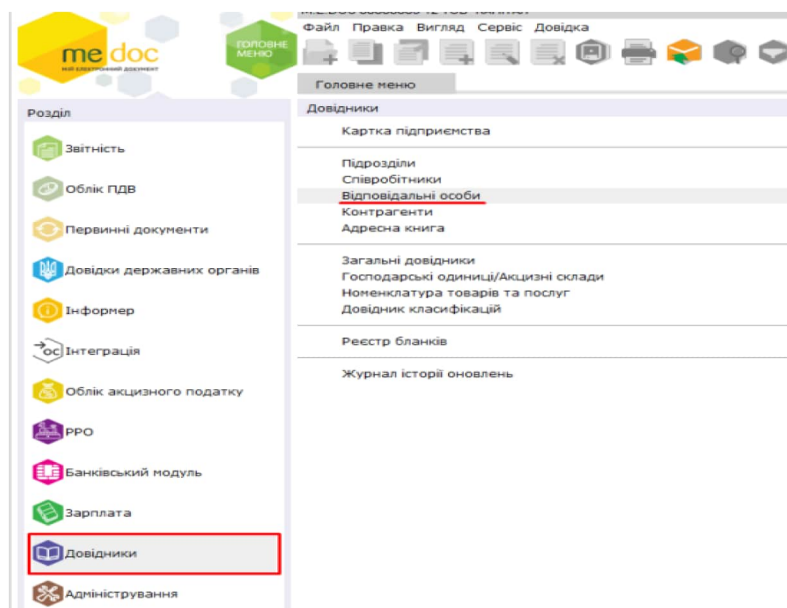 Файл Правка Вигляд Сервіс Довідка
me doc
МІЙ ЕЛЕКТРОННИЙ ДОКУМЕНТ
ГОЛОВНЕ
МЕНЮ
Головне меню
Розділ
Звітність
Облік ПДВ
Первинні документи
Довідки державних органів
Інформер
Інтеграція
Облік акцизного податку
РРО
Банківський модуль
Зарплата
Довідники
Адміністрування
Довідники
Картка підприємства
Підрозділи
Співробітники
Відповідальні особи
Контрагенти
Адресна книга
Загальні довідники
Господарські одиниці/Акцизні склади
Номенклатура товарів та послуг
Довідник класифікацій
Реєстр бланків
Журнал історії оновлень